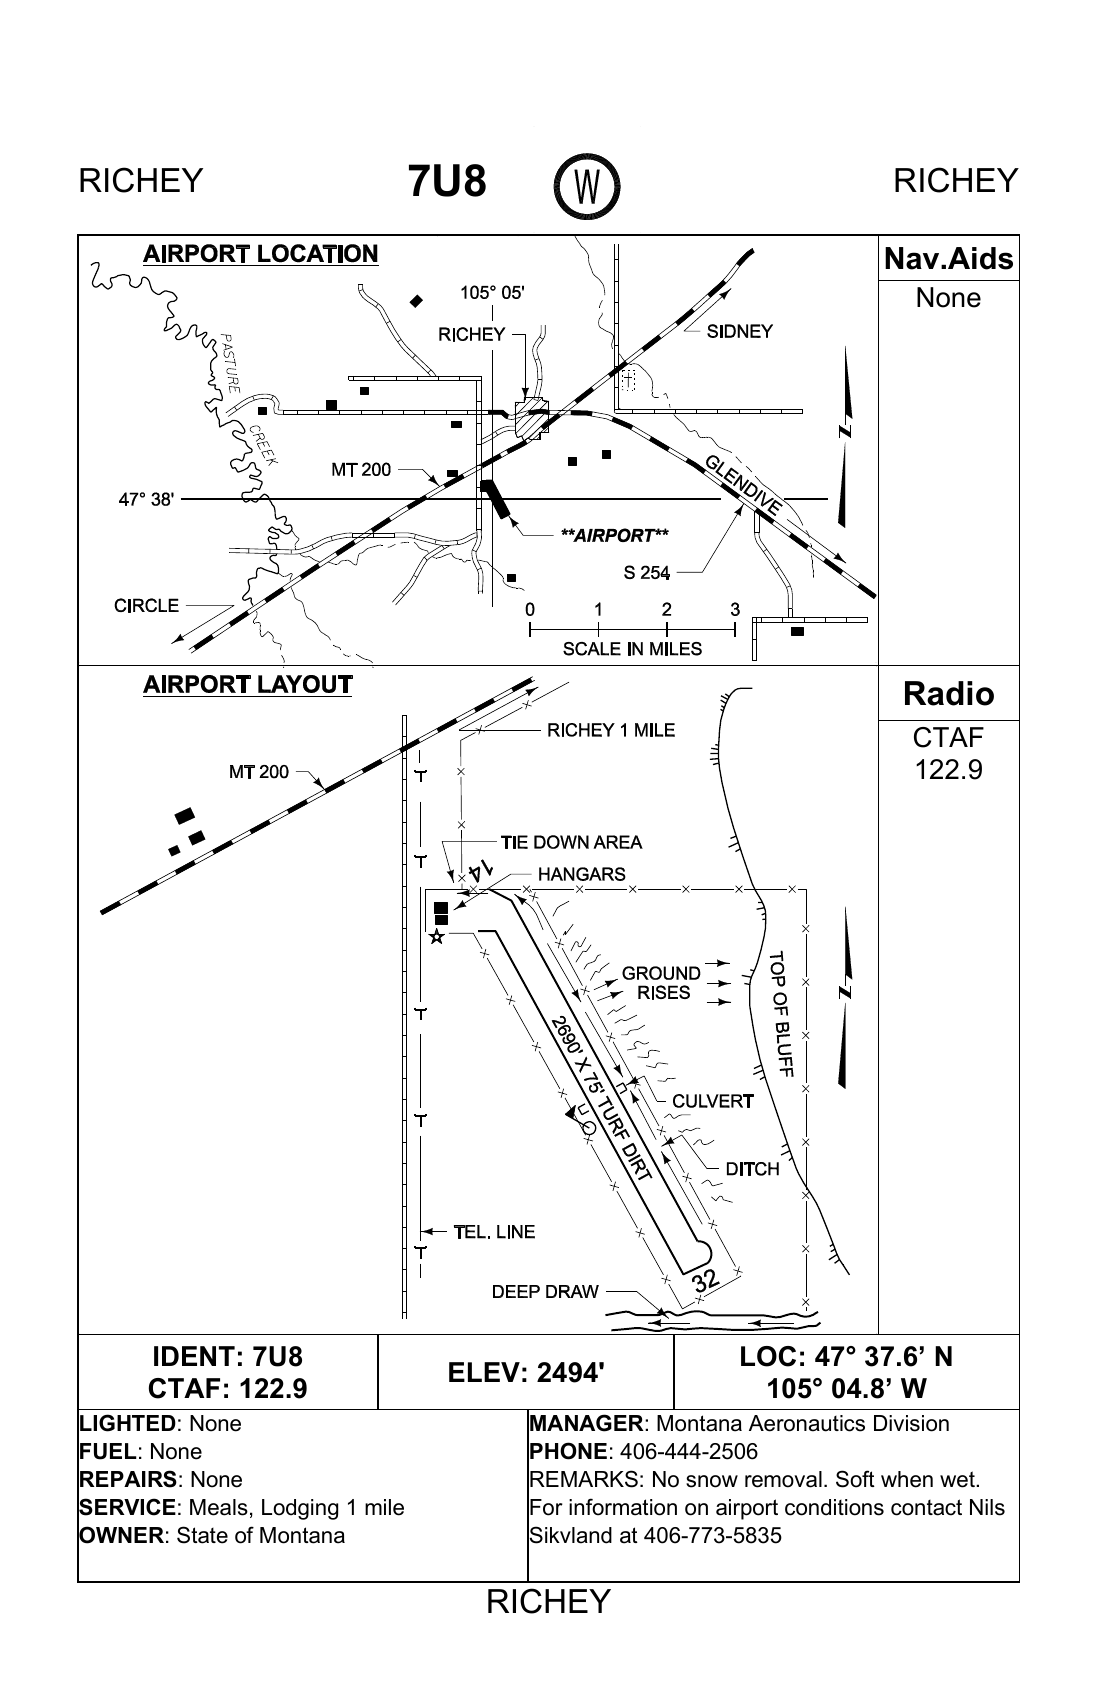 RICHEY 7U8 W RICHEY
AIRPORT LOCATION
Nav.Aids
None
105° 05'
RICHEY
SIDNEY
PASTURE
CREEK
MT 200
GLENDIVE
47° 38'
**AIRPORT**
S 254
CIRCLE
N
0 1 2 3
SCALE IN MILES
AIRPORT LAYOUT
Radio
CTAF
122.9
RICHEY 1 MILE
MT 200
TIE DOWN AREA
14
HANGARS
GROUND
RISES
TOP OF BLUFF
N
2690' X 75' TURF DIRT
CULVERT
L
DITCH
TEL. LINE
32
DEEP DRAW
IDENT: 7U8
CTAF: 122.9
ELEV: 2494'
LOC: 47° 37.6’ N
105° 04.8’ W
LIGHTED: None
FUEL: None
REPAIRS: None
SERVICE: Meals, Lodging 1 mile
OWNER: State of Montana
MANAGER: Montana Aeronautics Division
PHONE: 406-444-2506
REMARKS: No snow removal. Soft when wet.
For information on airport conditions contact Nils
Sikvland at 406-773-5835
RICHEY